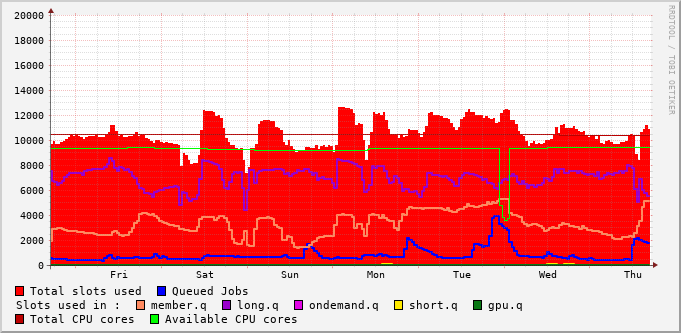 20000
18000
16000
14000
12000
10000
8000
6000
4000
2000
0
Fri Sat Sun Mon Tue Wed Thu
RRDTOOL / TOBI OETIKER
Total slots used Queued Jobs
Slots used in : member.q long.q ondemand.q short.q gpu.q
Total CPU cores Available CPU cores